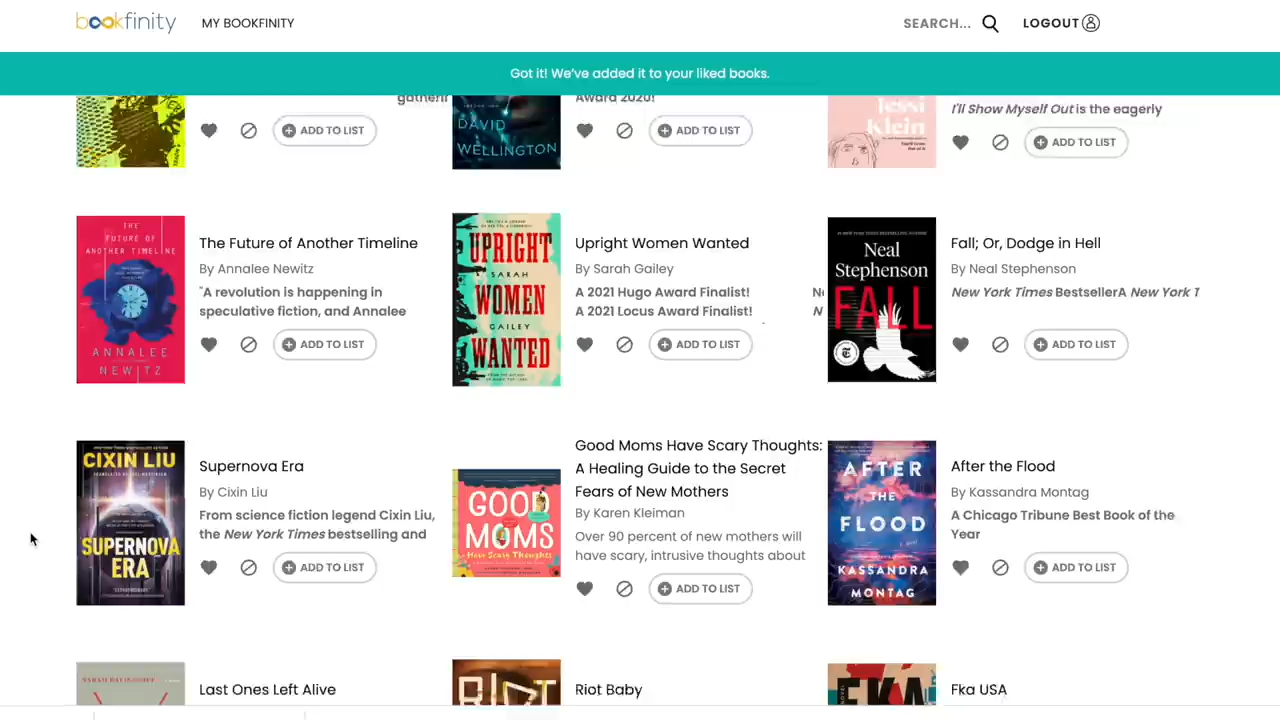 bookfinity
MY BOOKFINITY
SEARCH...
LOGOUT
Got it! We've added it to your liked books.
gatherin
Award 2020!
I'll Show Myself Out is the eagerly
DAVID
WELLINGTON
Jessi
Klein
ADD TO LIST
ADD TO LIST
ADD TO LIST
THE
FUTURE OF
ANOTHER TIMELINE
ANNALEE
NEWITZ
The Future of Another Timeline
By Annalee Newitz
"A revolution is happening in
speculative fiction, and Annalee
ADD TO LIST
UPRIGHT
SARAH
WOMEN
GAILEY
WANTED
Upright Women Wanted
By Sarah Gailey
A 2021 Hugo Award Finalist!
A 2021 Locus Award Finalist!
ADD TO LIST
Neal
Stephenson
FALL
Fall; Or, Dodge in Hell
By Neal Stephenson
New York Times BestsellerA New York T
ADD TO LIST
CIXIN LIU
SUPERNOVA
ERA
Supernova Era
By Cixin Liu
From science fiction legend Cixin Liu,
the New York Times bestselling and
ADD TO LIST
GOOD
MOMS
Have Scary Thoughts
Good Moms Have Scary Thoughts:
A Healing Guide to the Secret
Fears of New Mothers
By Karen Kleiman
Over 90 percent of new mothers will
have scary, intrusive thoughts about
ADD TO LIST
AFTER
THE
FLOOD
KASSANDRA
MONTAG
After the Flood
By Kassandra Montag
A Chicago Tribune Best Book of the
Year
ADD TO LIST
Last Ones Left Alive
RIOT
Riot Baby
FKA
Fka USA